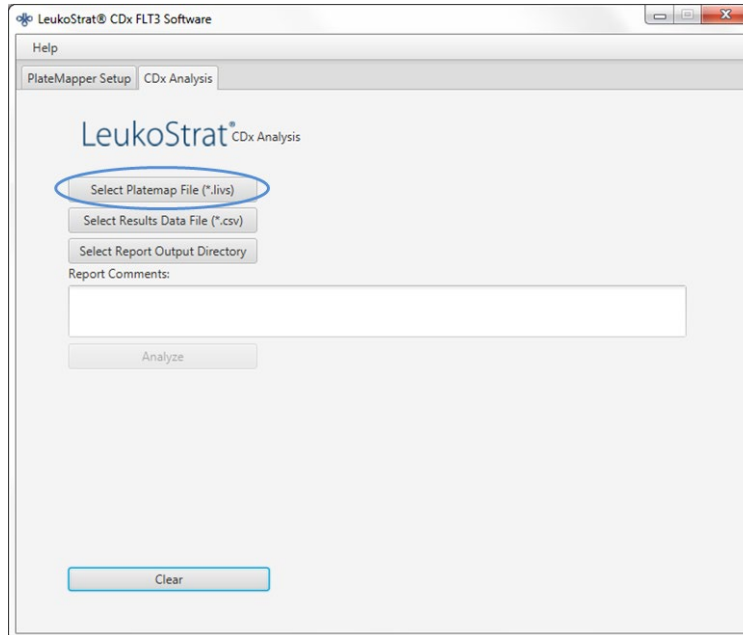 LeukoStrat® CDx FLT3 Software
Help
PlateMapper Setup CDx Analysis
LeukoStrat® CDx Analysis
Select Platemap File (*.livs)
Select Results Data File (*.csv)
Select Report Output Directory
Report Comments:
Analyze
Clear